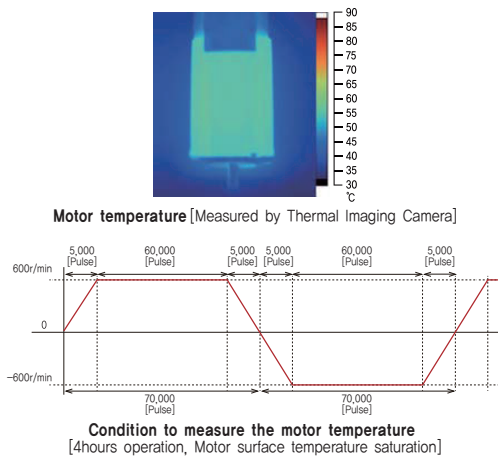 90
85
80
75
70
65
60
55
50
45
40
35
30
℃
Motor temperature [Measured by Thermal Imaging Camera]
5,000 60,000 5,000 5,000 60,000 5,000
[Pulse] [Pulse] [Pulse] [Pulse] [Pulse] [Pulse]
600r/min
0
-600r/min
70,000 70,000
[Pulse] [Pulse]
Condition to measure the motor temperature
[4hours operation, Motor surface temperature saturation]